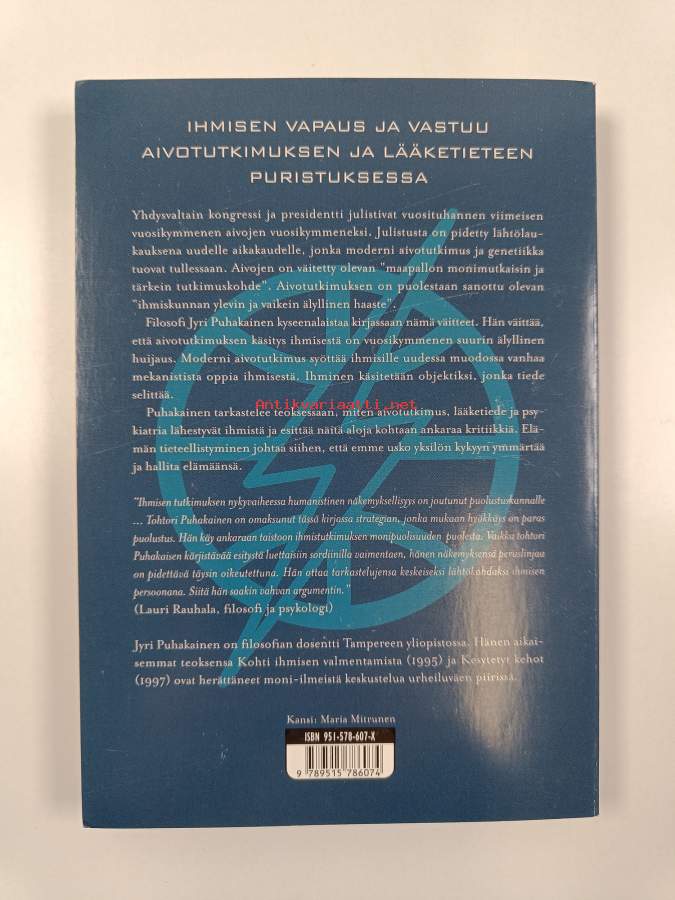 IHMISEN VAPAUS JA VASTUU
AIVOTUTKIMUKSEN JA LÄÄKETIETEEN
PURISTUKSESSA
Yhdysvaltain kongressi ja presidentti julistivat vuosituhannen viimeisen
vuosikymmenen aivojen vuosikymmeneksi. Julistusta on pidetty lähtölau-
kauksena uudelle aikakaudelle, jonka moderni aivotutkimus ja genetiikka
tuovat tullessaan. Aivojen on väitetty olevan "maapallon monimutkaisin ja
tärkein tutkimuskohde". Aivotutkimuksen on puolestaan sanottu olevan
"ihmiskunnan ylevin ja vaikein älyllinen haaste".
Filosofi Jyri Puhakainen kyseenalaistaa kirjassaan nämä väitteet. Hän väittää,
että aivotutkimuksen käsitys ihmisestä on vuosikymmenen suurin älyllinen
huijaus. Moderni aivotutkimus syöttää ihmisille uudessa muodossa vanhaa
mekanistista oppia ihmisestä. Ihminen käsitetään objektiksi, jonka tiede
selittää.
Antikvariaatti.net
Puhakainen tarkastelee teoksessaan, miten aivotutkimus, lääketiede ja psy-
kiatria lähestyvät ihmistä ja esittää näitä aloja kohtaan ankaraa kritiikkiä. Elä-
män tieteellistyminen johtaa siihen, että emme usko yksilön kykyyn ymmärtää
ja hallita elämäänsä.
"Ihmisen tutkimuksen nykyvaiheessa humanistinen näkemyksellisyys on joutunut puolustuskannalle
... Tohtori Puhakainen on omaksunut tässä kirjassa strategian, jonka mukaan hyökkäys on paras
puolustus. Hän käy ankaraan taistoon ihmistutkimuksen monipuolisuuden puolesta. Vaikka tohtori
Puhakaisen kärjistävää esitystä luettaisiin sordiinilla vaimentaen, hänen näkemyksensä peruslinjaa
on pidettävä täysin oikeutettuna. Hän ottaa tarkastelujensa keskeiseksi lähtökohdaksi ihmisen
persoonana. Siitä hän saakin vahvan argumentin."
(Lauri Rauhala, filosofi ja psykologi)
Jyri Puhakainen on filosofian dosentti Tampereen yliopistossa. Hänen aikai-
semmat teoksensa Kohti ihmisen valmentamista (1995) ja Kesytetyt kehot
(1997) ovat herättäneet moni-ilmeistä keskustelua urheiluväen piirissä.
Kansi: Maria Mitrunen
ISBN 951-578-607-X
9 789515 786074